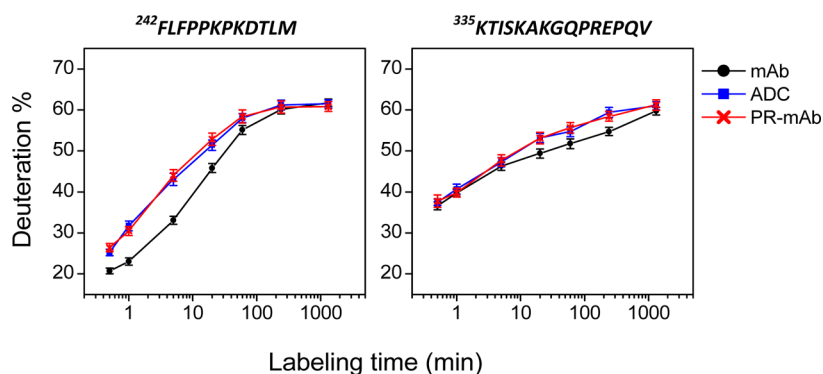 ²⁴²FLFPPKPKDTLM
³³⁵KTISKAKGQPREPQV
Deuteration %
70
60
50
40
30
20
1
10
100
1000
70
60
50
40
30
20
1
10
100
1000
mAb
ADC
PR-mAb
Labeling time (min)